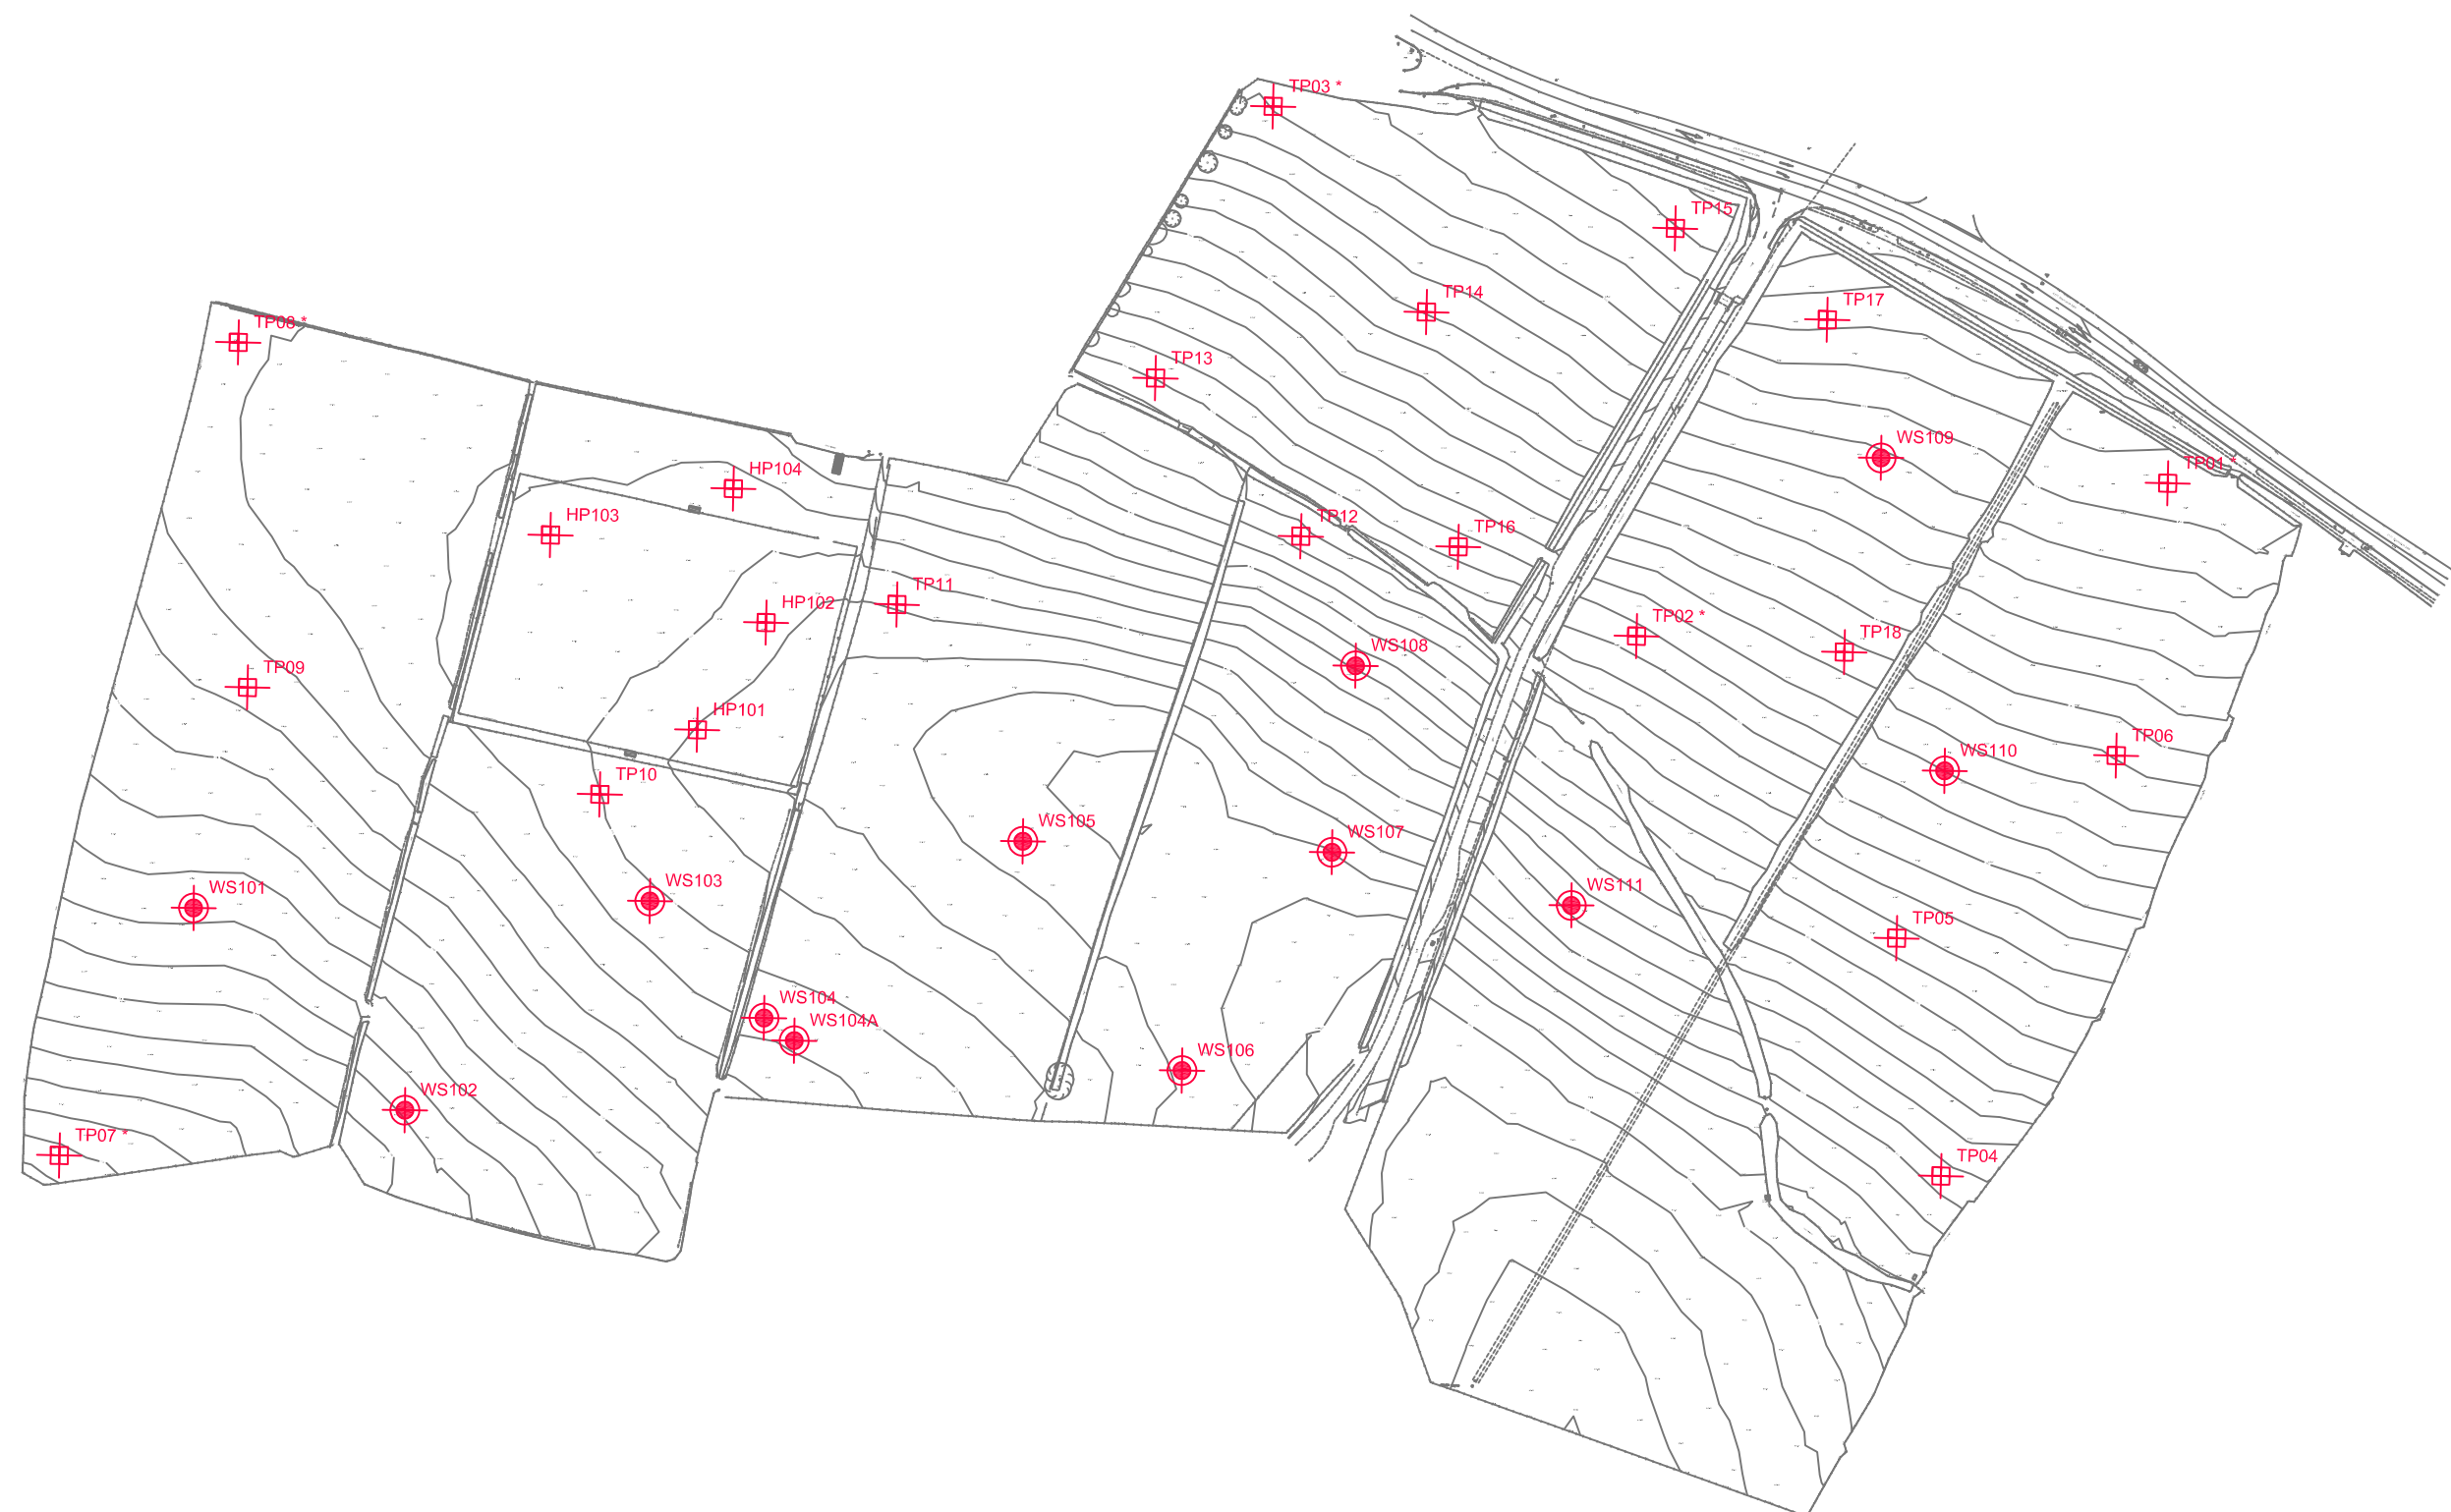 TP03 *
TP15
TP14
TP17
TP08 *
TP13
WS109
TP01 *
HP104
HP103
TP12
TP16
TP11
HP102
TP02 *
TP18
WS108
TP09
HP101
TP06
WS110
TP10
WS105
WS107
WS103
WS101
WS111
TP05
WS104
WS104A
WS106
WS102
TP07 *
TP04